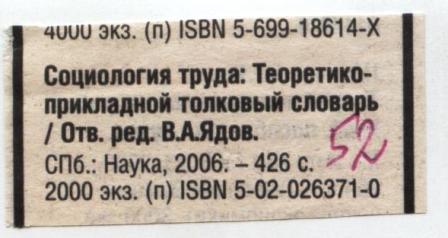 4000 экз. (п) ISBN 5-699-18614-X
Социология труда: Теоретико-
прикладной толковый словарь
/ Отв. ред. В.А.Ядов.
СПб.: Наука, 2006. – 426 с.
52
2000 экз. (п) ISBN 5-02-026371-0